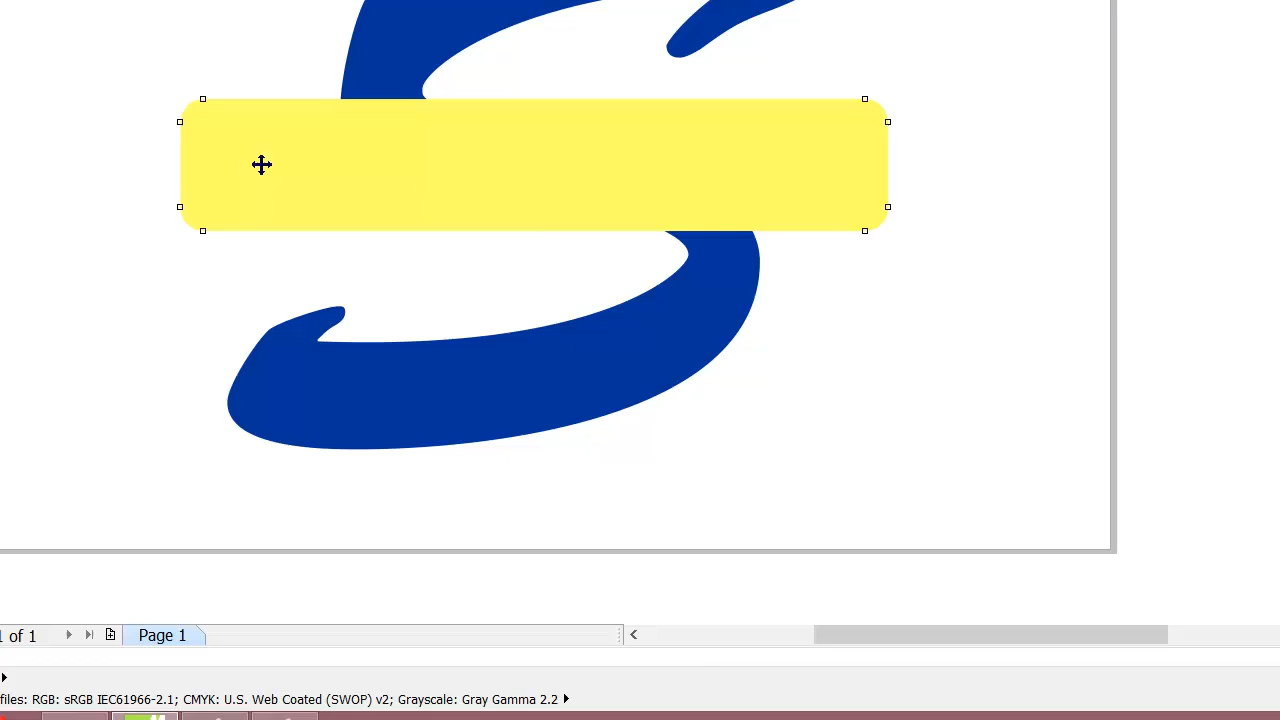 S
1 of 1
Page 1
files: RGB: sRGB IEC61966-2.1; CMYK: U.S. Web Coated (SWOP) v2; Grayscale: Gray Gamma 2.2